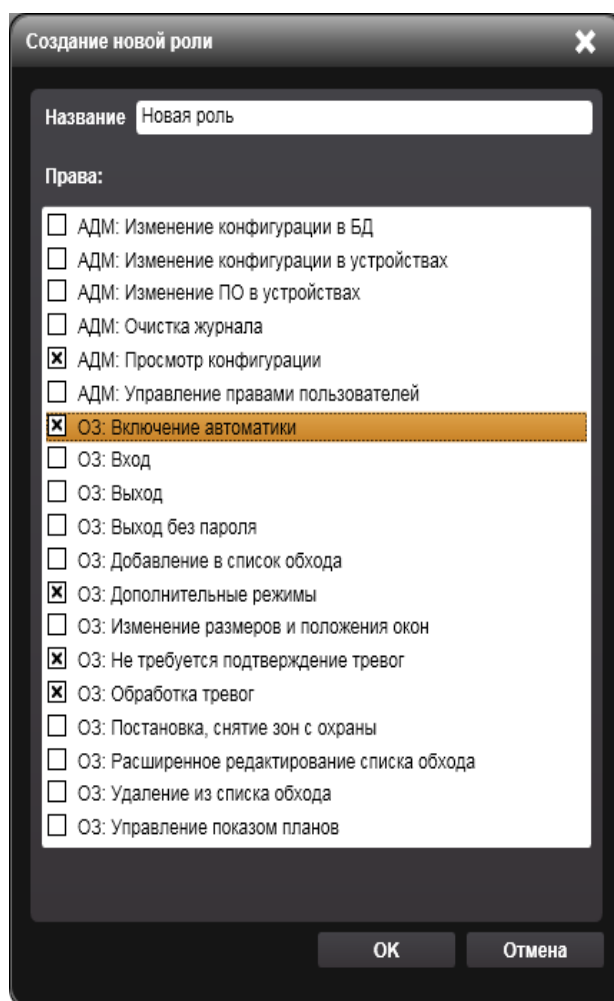 Создание новой роли
Название Новая роль
Права:
АДМ: Изменение конфигурации в БД
АДМ: Изменение конфигурации в устройствах
АДМ: Изменение ПО в устройствах
АДМ: Очистка журнала
АДМ: Просмотр конфигурации
АДМ: Управление правами пользователей
ОЗ: Включение автоматики
ОЗ: Вход
ОЗ: Выход
ОЗ: Выход без пароля
ОЗ: Добавление в список обхода
ОЗ: Дополнительные режимы
ОЗ: Изменение размеров и положения окон
ОЗ: Не требуется подтверждение тревог
ОЗ: Обработка тревог
ОЗ: Постановка, снятие зон с охраны
ОЗ: Расширенное редактирование списка обхода
ОЗ: Удаление из списка обхода
ОЗ: Управление показом планов
ОК Отмена